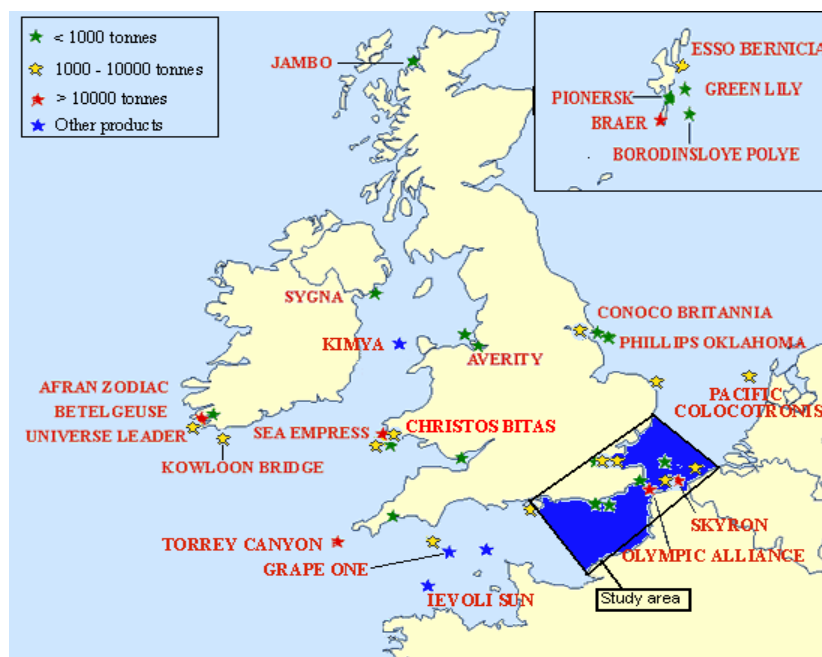 < 1000 tonnes
1000 - 10000 tonnes
> 10000 tonnes
Other products
JAMBO
ESSO BERNICIA
GREEN LILY
PIONERSK
BRAER
BORODINSLOYE POLYE
SYGNA
CONOCO BRITANNIA
PHILLIPS OKLAHOMA
KIMYA
AVERITY
AFRAN ZODIAC
BETELGEUSE
UNIVERSE LEADER
KOWLOON BRIDGE
PACIFIC
COLOCOTRONIS
SEA EMPRESS
CHRISTOS BITAS
TORREY CANYON
GRAPE ONE
IEVOLI SUN
SKYRON
OLYMPIC ALLIANCE
Study area